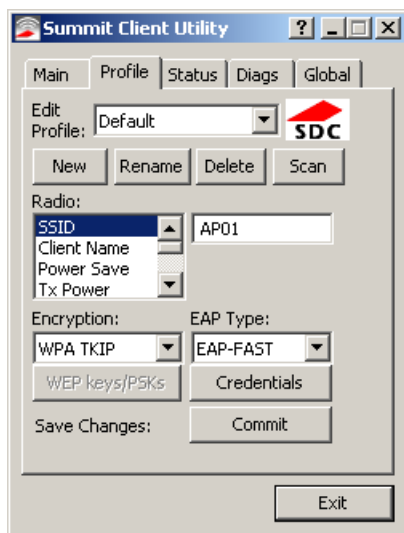 Summit Client Utility
Main Profile Status Diags Global
Edit
Profile: Default
SDC
New Rename Delete Scan
Radio:
SSID AP01
Client Name
Power Save
Tx Power
Encryption: EAP Type:
WPA TKIP EAP-FAST
WEP keys/PSKs Credentials
Save Changes: Commit
Exit